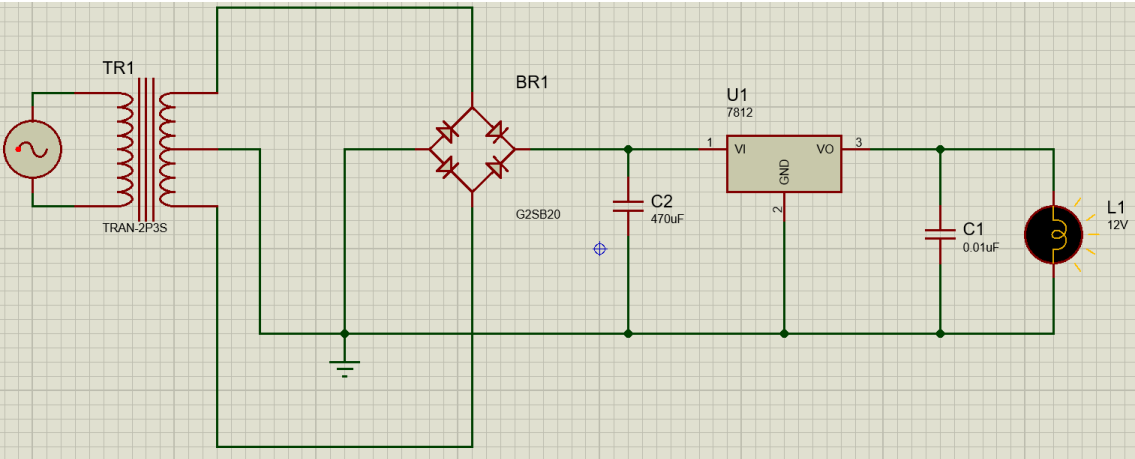 TR1
TRAN-2P3S
BR1
G2SB20
C2
470uF
U1
7812
1
VI
VO
3
GND
2
C1
0.01uF
L1
12V